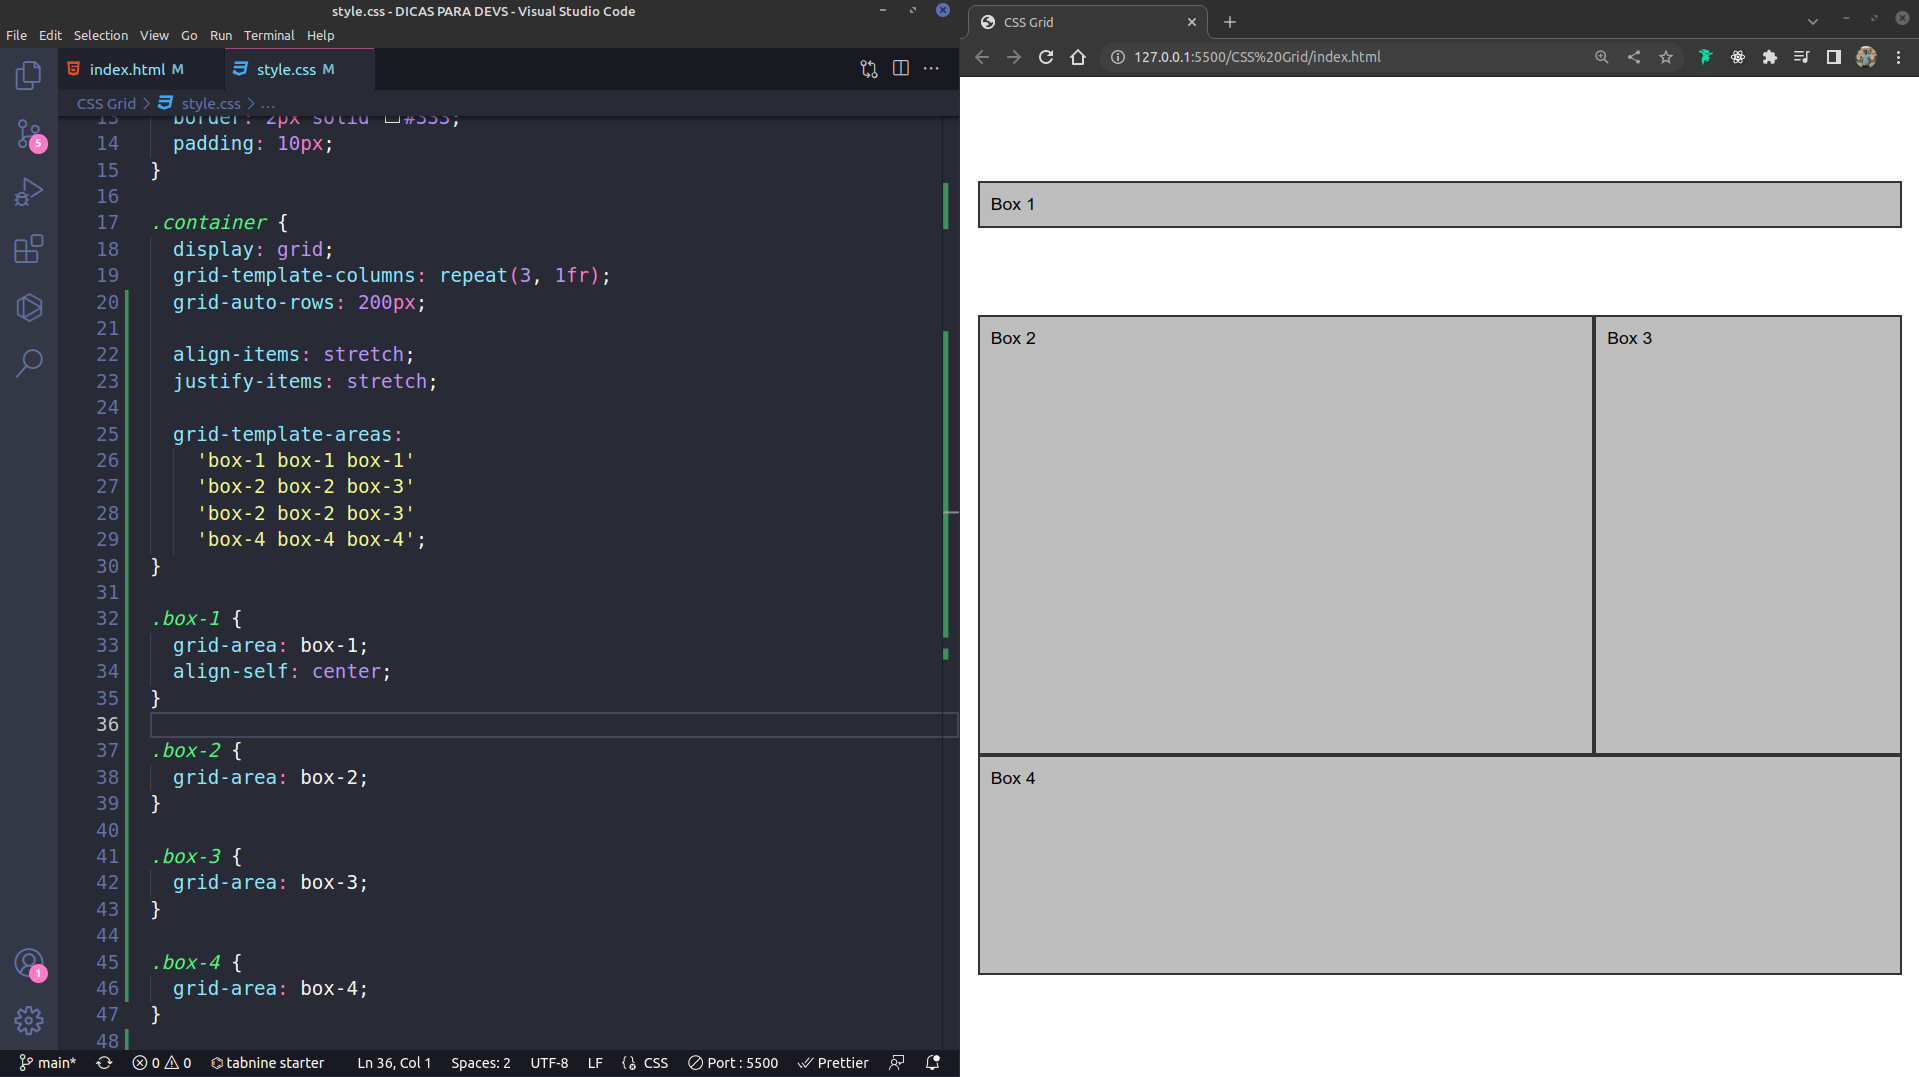 style.css - DICAS PARA DEVS - Visual Studio Code
File Edit Selection View Go Run Terminal Help
index.html M style.css M
CSS Grid > style.css > ...
13 border: 2px solid #333;
14 padding: 10px;
15 }
16
17 .container {
18 display: grid;
19 grid-template-columns: repeat(3, 1fr);
20 grid-auto-rows: 200px;
21
22 align-items: stretch;
23 justify-items: stretch;
24
25 grid-template-areas:
26 'box-1 box-1 box-1'
27 'box-2 box-2 box-3'
28 'box-2 box-2 box-3'
29 'box-4 box-4 box-4';
30 }
31
32 .box-1 {
33 grid-area: box-1;
34 align-self: center;
35 }
36
37 .box-2 {
38 grid-area: box-2;
39 }
40
41 .box-3 {
42 grid-area: box-3;
43 }
44
45 .box-4 {
46 grid-area: box-4;
47 }
48
5
1
main* 0 0 tabnine starter Ln 36, Col 1 Spaces: 2 UTF-8 LF {} CSS Port : 5500 Prettier
CSS Grid
127.0.0.1:5500/CSS%20Grid/index.html
Box 1
Box 2 Box 3
Box 4